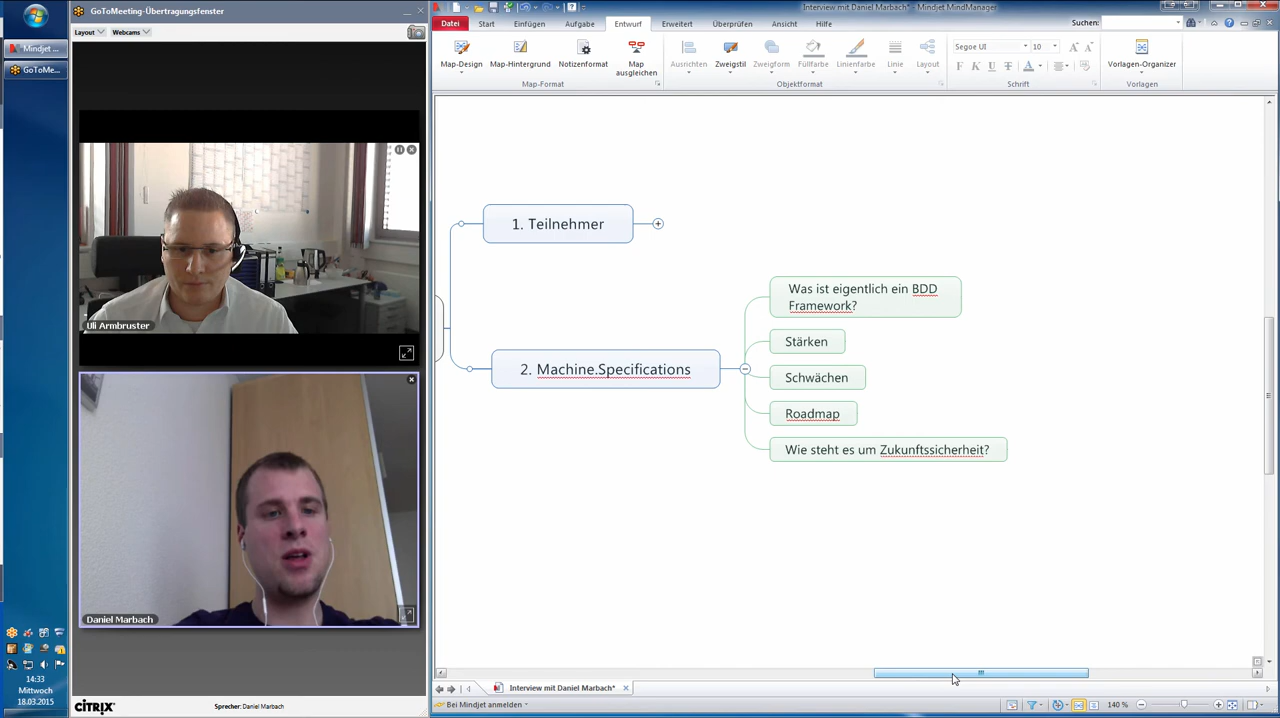 GoToMeeting-Übertragungsfenster
Layout
Webcams
Uli Armbruster
Daniel Marbach
CITRIX
Sprecher: Daniel Marbach
Mindjet ...
GoToMe...
14:33
Mittwoch
18.03.2015
Interview mit Daniel Marbach* - Mindjet MindManager
Datei
Start
Einfügen
Aufgabe
Entwurf
Erweitert
Überprüfen
Ansicht
Hilfe
Suchen:
Map-Design
Map-Hintergrund
Notizenformat
Map ausgleichen
Ausrichten
Zweigstil
Zweigform
Füllfarbe
Linienfarbe
Linie
Layout
Segoe UI
10
F K U T A
Vorlagen-Organizer
Map-Format
Objektformat
Schrift
Vorlagen
1. Teilnehmer
2. Machine.Specifications
Was ist eigentlich ein BDD
Framework?
Stärken
Schwächen
Roadmap
Wie steht es um Zukunftssicherheit?
Interview mit Daniel Marbach*
Bei Mindjet anmelden
140 %